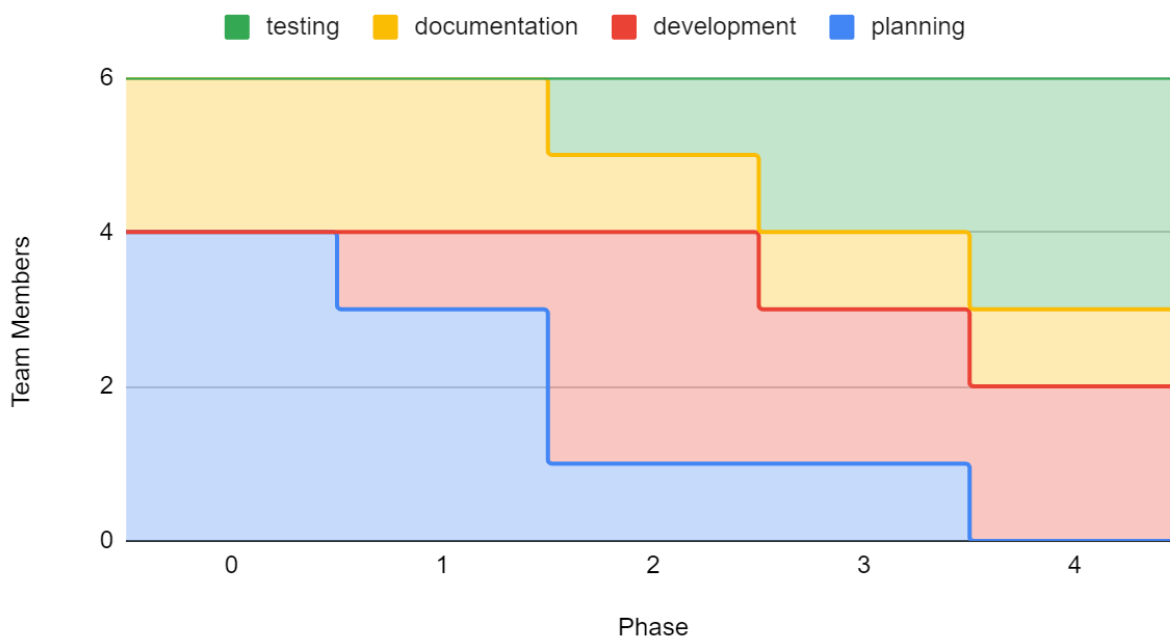 testing documentation development planning
6
4
2
0
Team Members
0 1 2 3 4
Phase